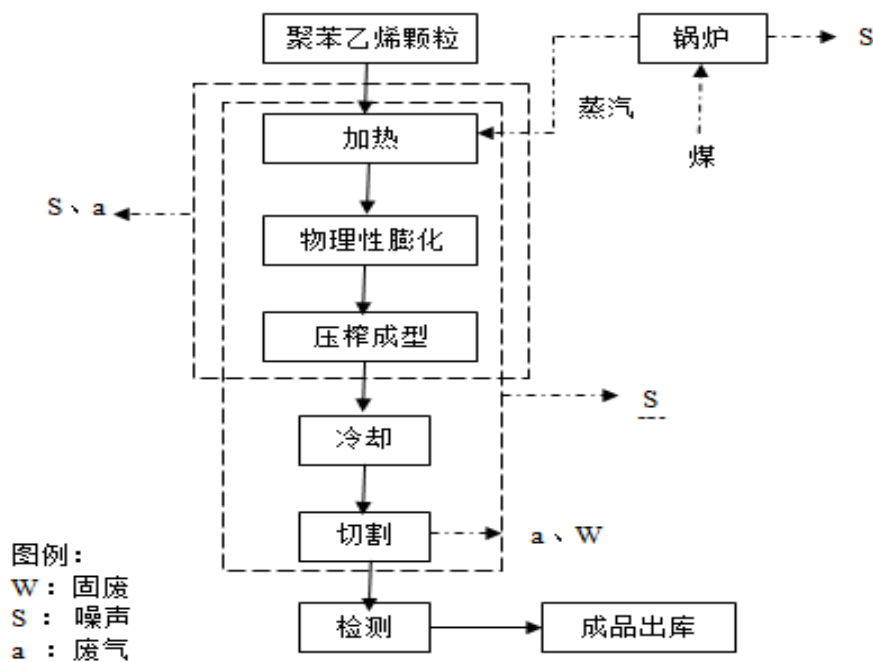 聚苯乙烯颗粒
锅炉
S
蒸汽
加热
煤
S、a
物理性膨化
压榨成型
S
冷却
切割
a、W
图例：
W：固废
S：噪声
a：废气
检测
成品出库